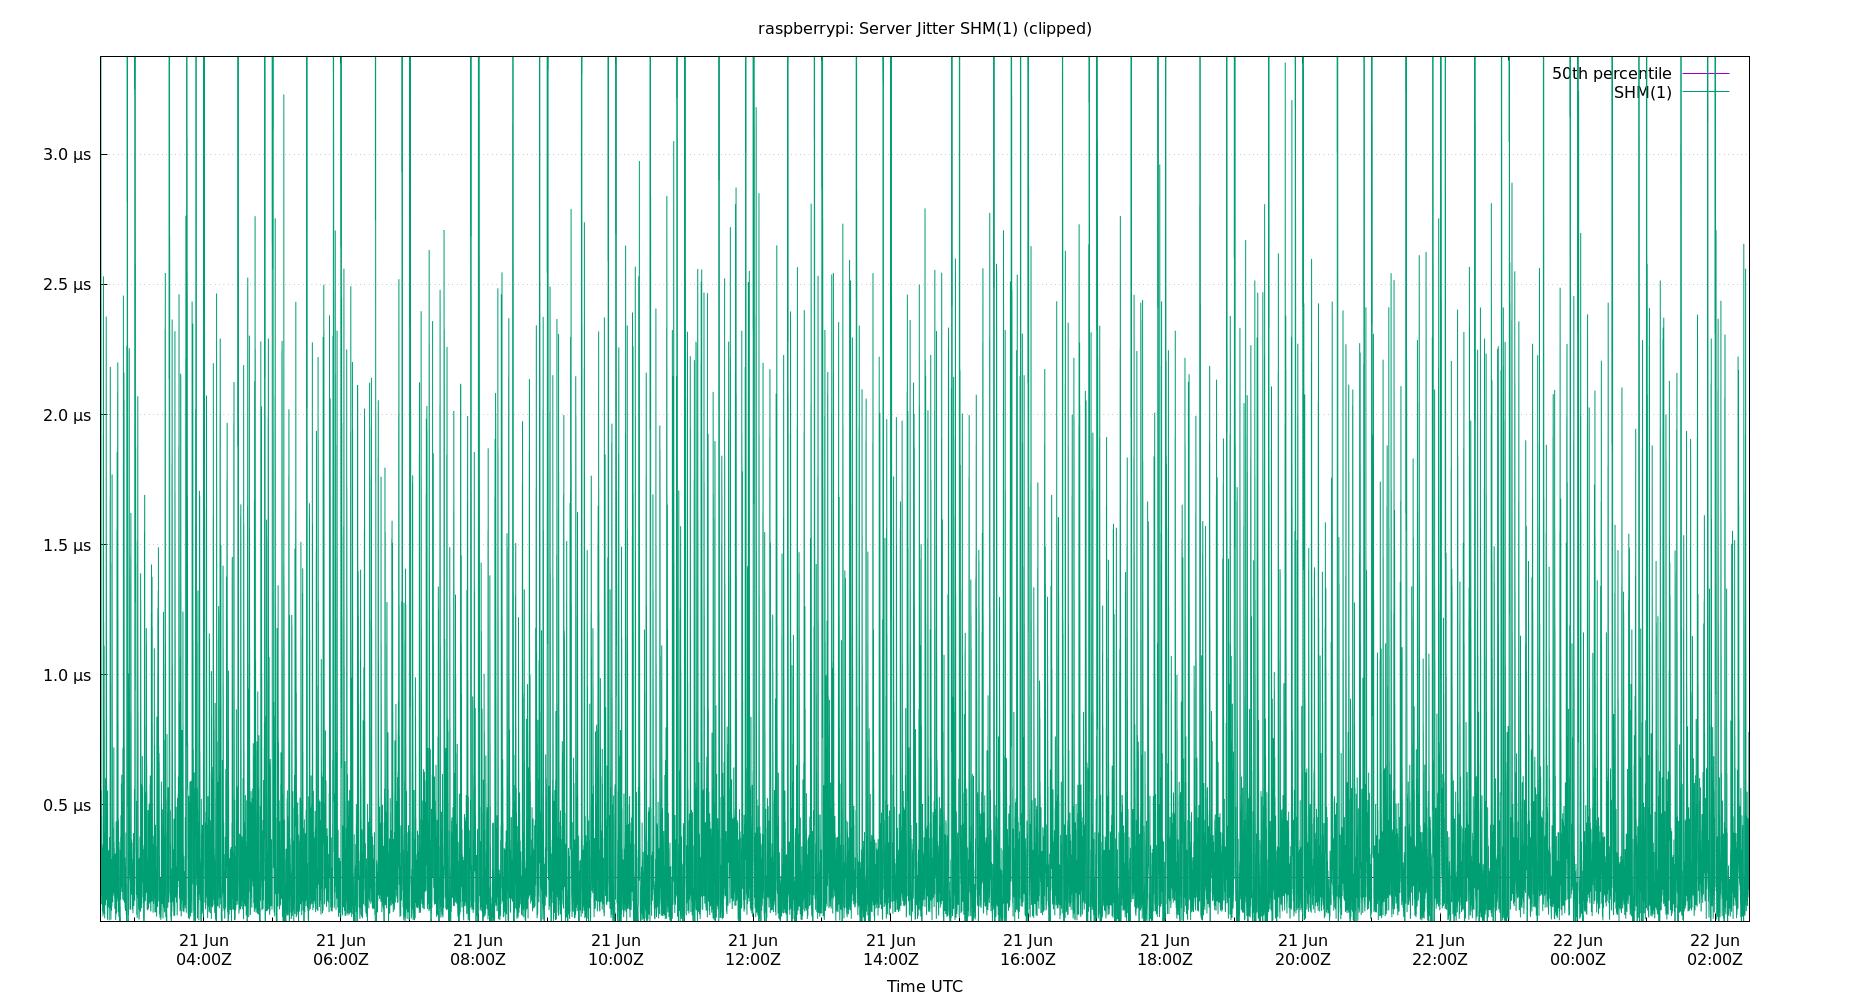 raspberrypi: Server Jitter SHM(1) (clipped)
50th percentile
SHM(1)
3.0 µs
2.5 µs
2.0 µs
1.5 µs
1.0 µs
0.5 µs
21 Jun 21 Jun 21 Jun 21 Jun 21 Jun 21 Jun 21 Jun 21 Jun 21 Jun 21 Jun 22 Jun 22 Jun
04:00Z 06:00Z 08:00Z 10:00Z 12:00Z 14:00Z 16:00Z 18:00Z 20:00Z 22:00Z 00:00Z 02:00Z
Time UTC